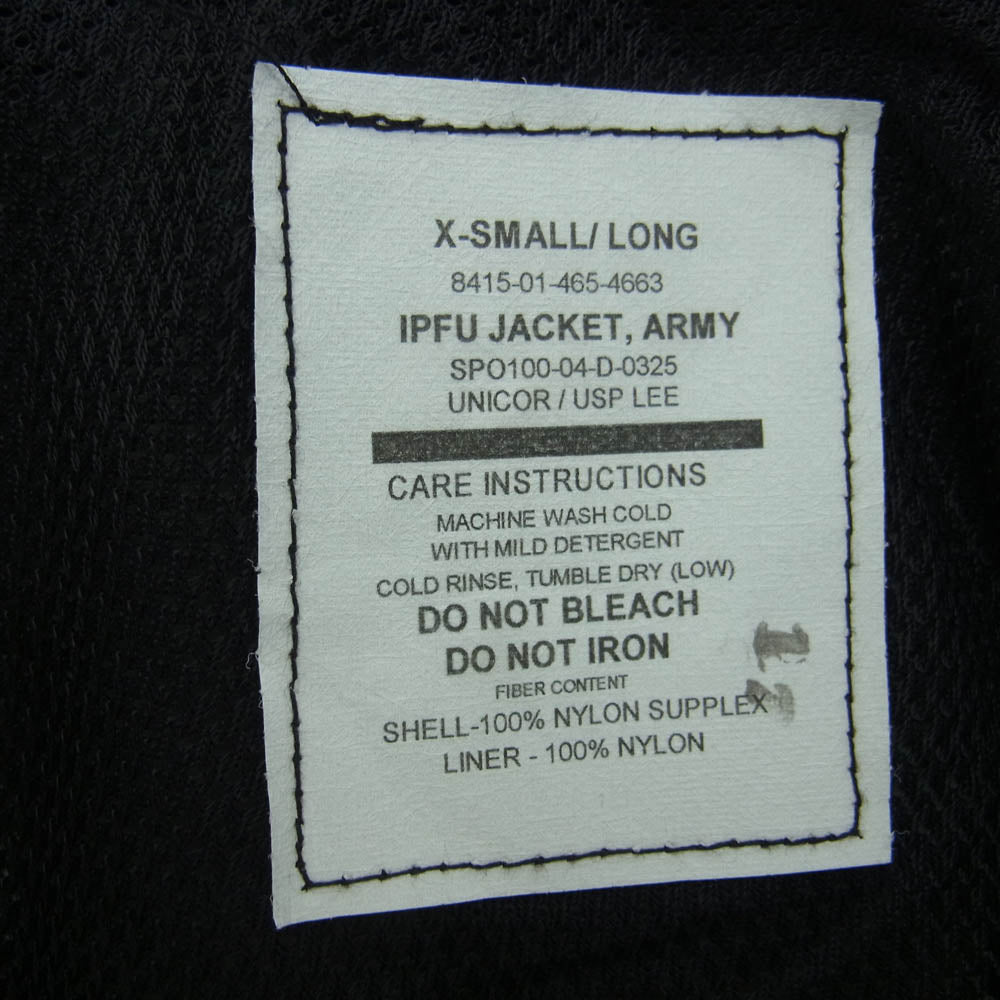 X-SMALL/ LONG
8415-01-465-4663
IPFU JACKET, ARMY
SPO100-04-D-0325
UNICOR / USP LEE
CARE INSTRUCTIONS
MACHINE WASH COLD
WITH MILD DETERGENT
COLD RINSE, TUMBLE DRY (LOW)
DO NOT BLEACH
DO NOT IRON
FIBER CONTENT
SHELL-100% NYLON SUPPLEX
LINER - 100% NYLON